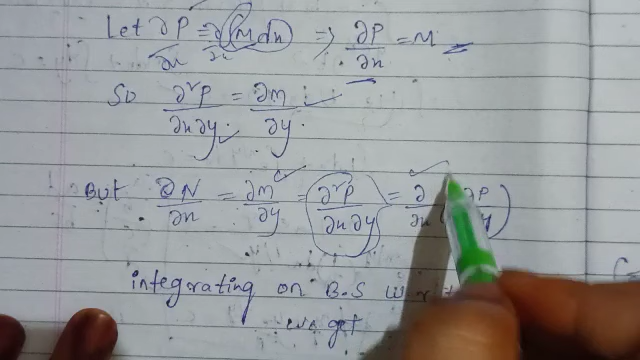 Let ∂P/∂x = ∂/∂x ∫M dx ⇒ ∂P/∂x = M
So ∂²P/∂x∂y = ∂m/∂y.
But ∂N/∂x = ∂m/∂y = ∂²P/∂x∂y = ∂/∂x (∂P/∂y)
integrating on B.S w.r.t
we get